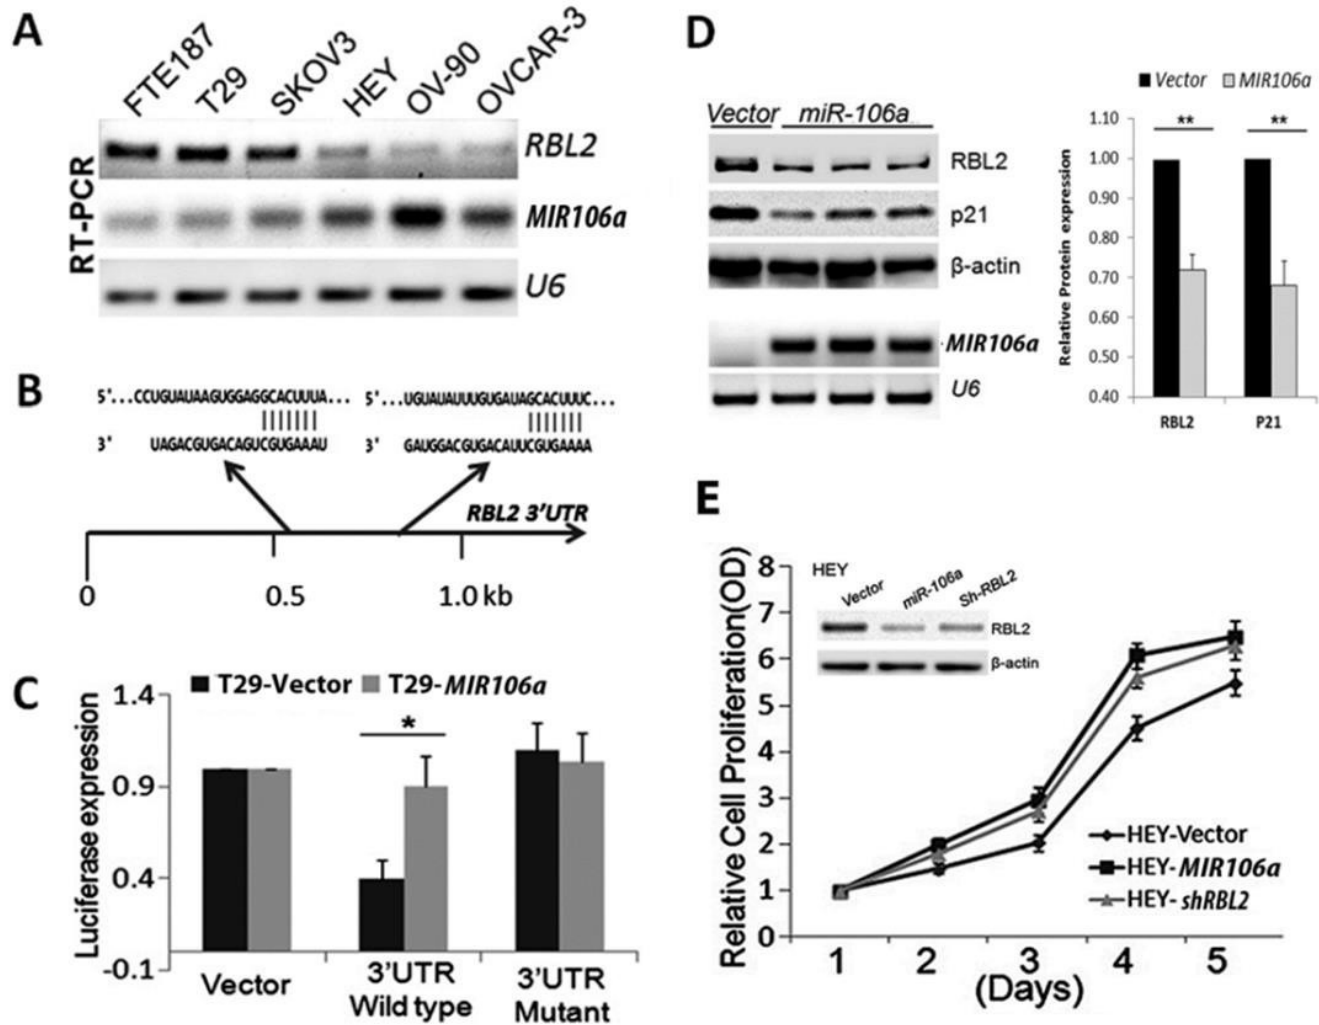 A
FTE187
T29
SKOV3
HEY
OV-90
OVCAR-3
RT-PCR
RBL2
MIR106a
U6
B
5'...CCUGUAUAAGUGGAGGCACUUUA...
3' UAGACGUGACAGUCGUGAAAU
5'...UGUAUAUUUGUGAUAGCACUUUC...
3' GAUGGACGUGACAUUCGUGAAAA
RBL2 3'UTR
0
0.5
1.0 kb
C
T29-Vector
T29-MIR106a
Luciferase expression
1.4
0.9
0.4
-0.1
*
Vector
3'UTR
Wild type
3'UTR
Mutant
D
Vector
miR-106a
RBL2
p21
β-actin
MIR106a
U6
Vector
MIR106a
Relative Protein expression
1.10
1.00
0.90
0.80
0.70
0.60
0.50
0.40
**
**
RBL2
P21
E
Relative Cell Proliferation(OD)
8
7
6
5
4
3
2
1
0
HEY
Vector
miR-106a
Sh-RBL2
RBL2
β-actin
HEY-Vector
HEY-MIR106a
HEY-shRBL2
1
2
3
4
5
(Days)